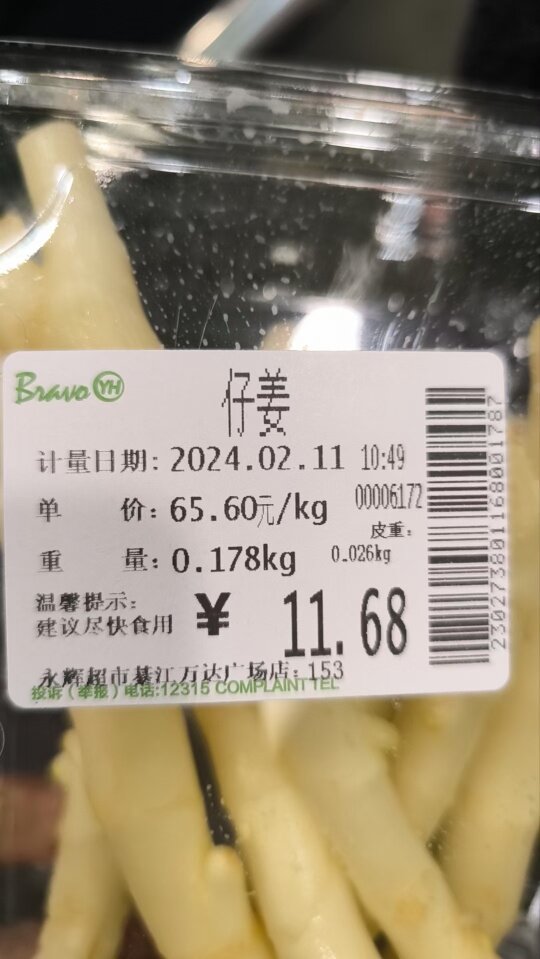 Bravo YH
仔姜
计量日期: 2024.02.11 10:49
单 价: 65.60元/kg 00006172
皮重:
重 量: 0.178kg 0.026kg
温馨提示:
建议尽快食用 ¥ 11.68
永辉超市綦江万达广场店: 153
投诉(举报)电话:12315 COMPLAINT TEL
230273801168001787